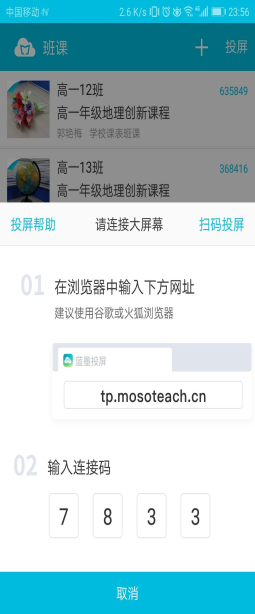 中国移动 2.6 K/s 23:56
班课 投屏
高一12班 635849
高一年级地理创新课程
郭艳梅 学校课表班课
高一13班 368416
高一年级地理创新课程
投屏帮助 请连接大屏幕 扫码投屏
01 在浏览器中输入下方网址
建议使用谷歌或火狐浏览器
蓝墨投屏
tp.mosoteach.cn
02 输入连接码
7 8 3 3
取消